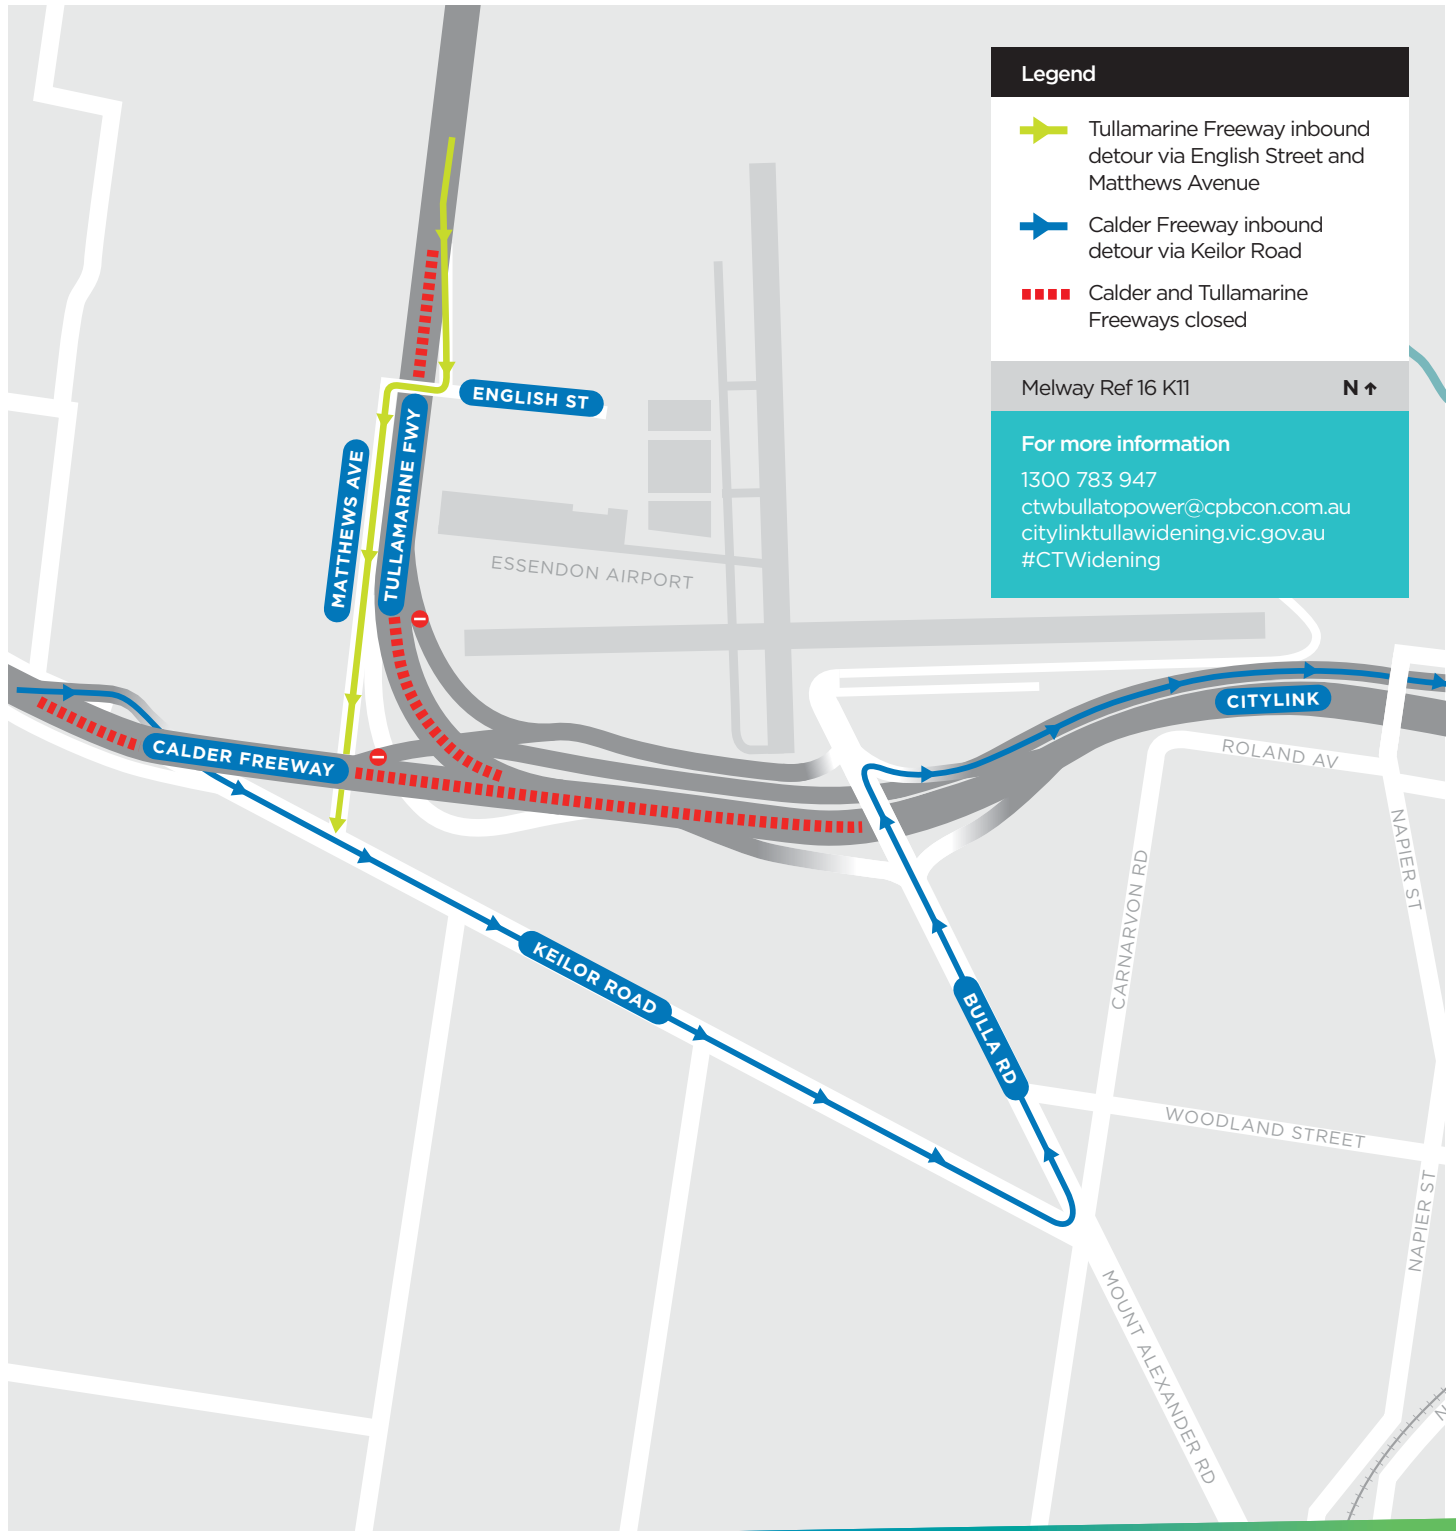 Legend
Tullamarine Freeway inbound
detour via English Street and
Matthews Avenue
Calder Freeway inbound
detour via Keilor Road
Calder and Tullamarine
Freeways closed
Melway Ref 16 K11
N
For more information
1300 783 947
ctwbullatopower@cpbcon.com.au
citylinktullawidening.vic.gov.au
#CTWidening
ENGLISH ST
TULLAMARINE FWY
MATTHEWS AVE
ESSENDON AIRPORT
CITYLINK
CALDER FREEWAY
ROLAND AV
NAPIER ST
CARNARVON RD
KEILOR ROAD
BULLA RD
WOODLAND STREET
NAPIER ST
MOUNT ALEXANDER RD